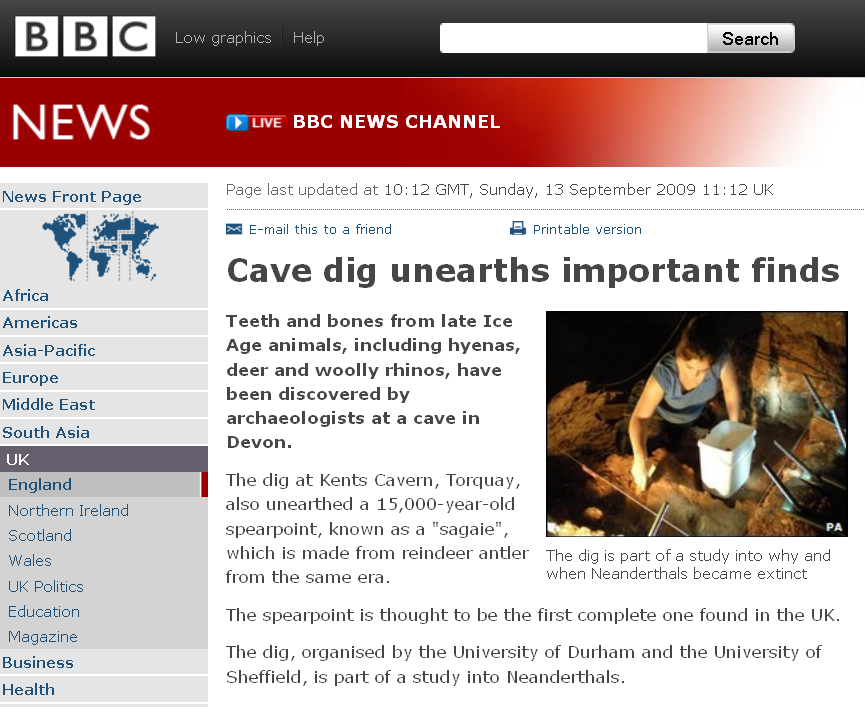 BBC
Low graphics
Help
Search
NEWS
LIVE BBC NEWS CHANNEL
News Front Page
Africa
Americas
Asia-Pacific
Europe
Middle East
South Asia
UK
England
Northern Ireland
Scotland
Wales
UK Politics
Education
Magazine
Business
Health
Page last updated at 10:12 GMT, Sunday, 13 September 2009 11:12 UK
E-mail this to a friend
Printable version
Cave dig unearths important finds
Teeth and bones from late Ice
Age animals, including hyenas,
deer and woolly rhinos, have
been discovered by
archaeologists at a cave in
Devon.
PA
The dig is part of a study into why and
when Neanderthals became extinct
The dig at Kents Cavern, Torquay,
also unearthed a 15,000-year-old
spearpoint, known as a "sagaie",
which is made from reindeer antler
from the same era.
The spearpoint is thought to be the first complete one found in the UK.
The dig, organised by the University of Durham and the University of
Sheffield, is part of a study into Neanderthals.